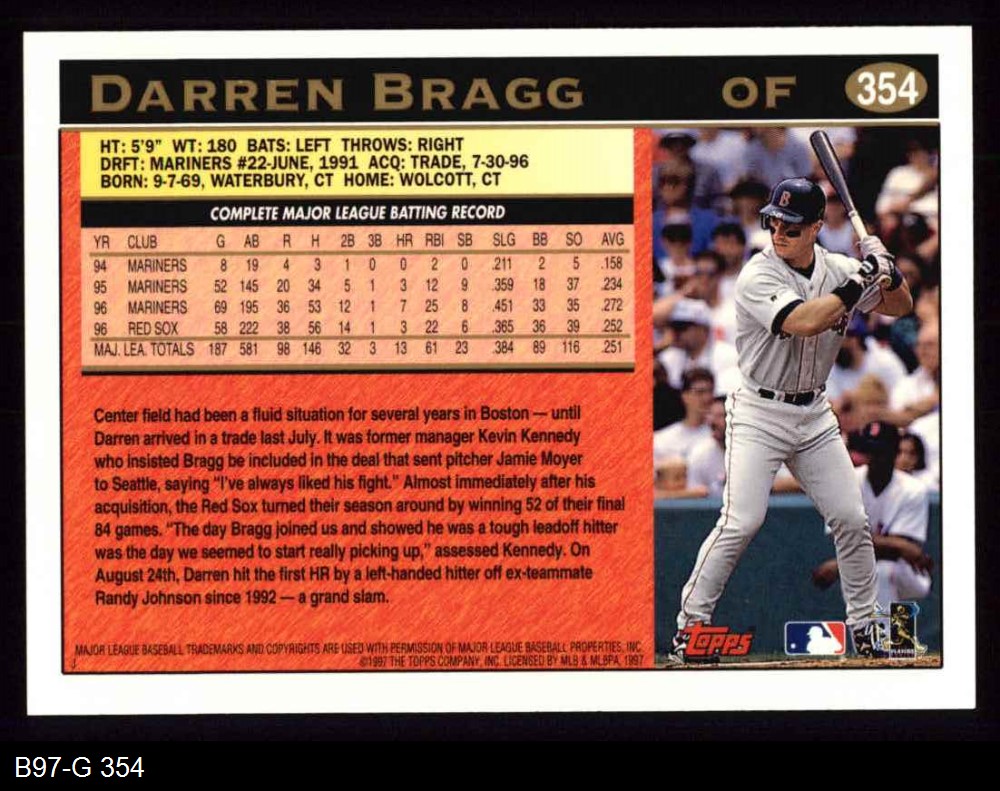 DARREN BRAGG OF 354
HT: 5'9" WT: 180 BATS: LEFT THROWS: RIGHT
DRFT: MARINERS #22-JUNE, 1991 ACQ: TRADE, 7-30-96
BORN: 9-7-69, WATERBURY, CT HOME: WOLCOTT, CT
COMPLETE MAJOR LEAGUE BATTING RECORD
YR CLUB G AB R H 2B 3B HR RBI SB SLG BB SO AVG
94 MARINERS 8 19 4 3 1 0 0 2 0 .211 2 5 .158
95 MARINERS 52 145 20 34 5 1 3 12 9 .359 18 37 .234
96 MARINERS 69 195 36 53 12 1 7 25 8 .451 33 35 .272
96 RED SOX 58 222 38 56 14 1 3 22 6 .365 36 39 .252
MAJ. LEA. TOTALS 187 581 98 146 32 3 13 61 23 .384 89 116 .251
Center field had been a fluid situation for several years in Boston — until
Darren arrived in a trade last July. It was former manager Kevin Kennedy
who insisted Bragg be included in the deal that sent pitcher Jamie Moyer
to Seattle, saying "I've always liked his fight." Almost immediately after his
acquisition, the Red Sox turned their season around by winning 52 of their final
84 games. "The day Bragg joined us and showed he was a tough leadoff hitter
was the day we seemed to start really picking up," assessed Kennedy. On
August 24th, Darren hit the first HR by a left-handed hitter off ex-teammate
Randy Johnson since 1992 — a grand slam.
MAJOR LEAGUE BASEBALL TRADEMARKS AND COPYRIGHTS ARE USED WITH PERMISSION OF MAJOR LEAGUE BASEBALL PROPERTIES, INC.
J ©1997 THE TOPPS COMPANY, INC. LICENSED BY MLB & MLBPA, 1997
B
Topps
B97-G 354